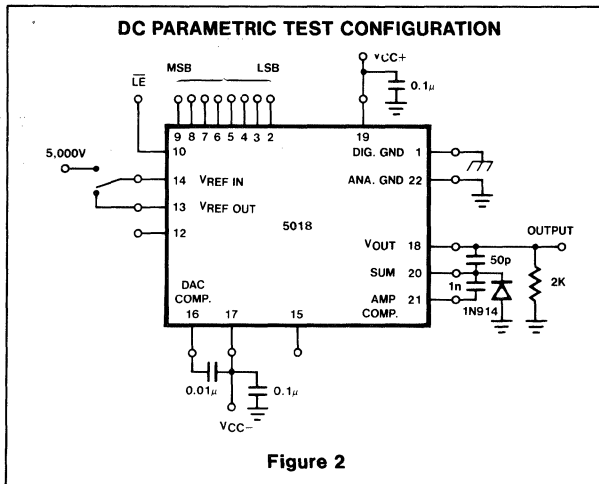 DC PARAMETRIC TEST CONFIGURATION
VCC+
MSB LSB
LE
0.1μ
9 8 7 6 5 4 3 2
19
5,000V
10
DIG. GND 1
14 VREF IN
ANA. GND 22
13 VREF OUT
5018
OUTPUT
12
VOUT 18
50p
SUM 20
2K
1n
DAC COMP.
AMP COMP. 21
1N914
16 17 15
0.01μ
0.1μ
VCC−
Figure 2